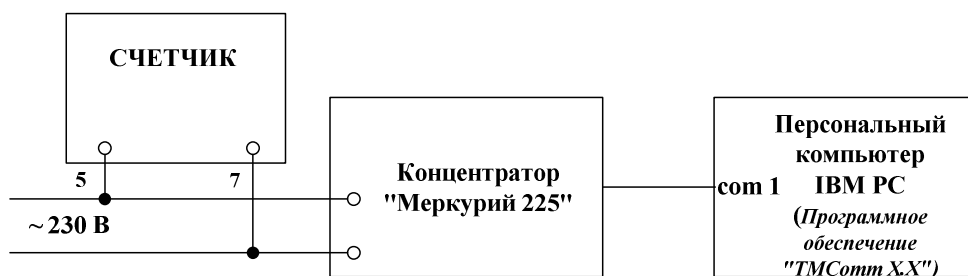 СЧЕТЧИК
5
7
~ 230 В
Концентратор
"Меркурий 225"
com 1
Персональный
компьютер
IBM PC
(Программное
обеспечение
"TMComm X.X")